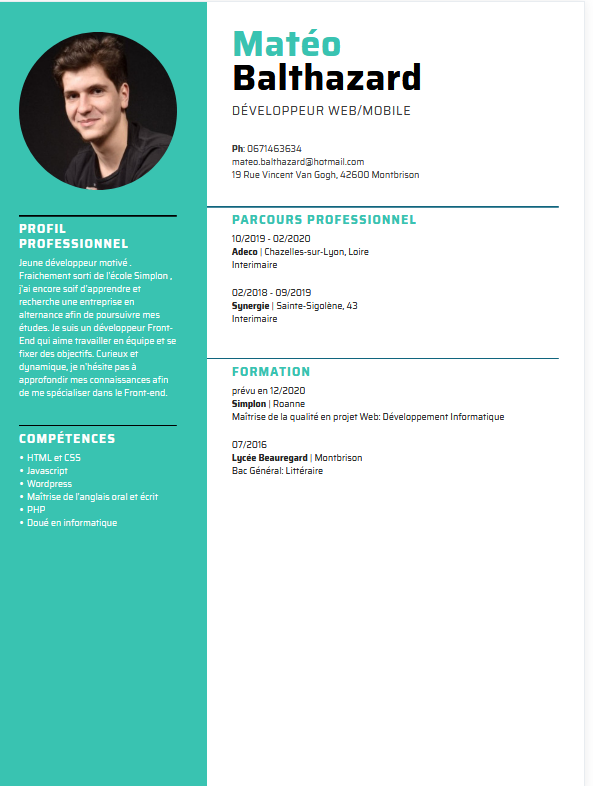 Matéo
Balthazard
DÉVELOPPEUR WEB/MOBILE
Ph: 0671463634
mateo.balthazard@hotmail.com
19 Rue Vincent Van Gogh, 42600 Montbrison
PROFIL
PROFESSIONNEL
Jeune développeur motivé .
Fraîchement sorti de l'école Simplon ,
j'ai encore soif d'apprendre et
recherche une entreprise en
alternance afin de poursuivre mes
études. Je suis un développeur Front-
End qui aime travailler en équipe et se
fixer des objectifs. Curieux et
dynamique, je n'hésite pas à
approfondir mes connaissances afin
de me spécialiser dans le Front-end.
COMPÉTENCES
• HTML et CSS
• Javascript
• Wordpress
• Maîtrise de l'anglais oral et écrit
• PHP
• Doué en informatique
PARCOURS PROFESSIONNEL
10/2019 - 02/2020
Adeco | Chazelles-sur-Lyon, Loire
Interimaire
02/2018 - 09/2019
Synergie | Sainte-Sigolène, 43
Interimaire
FORMATION
prévu en 12/2020
Simplon | Roanne
Maîtrise de la qualité en projet Web: Développement Informatique
07/2016
Lycée Beauregard | Montbrison
Bac Général: Littéraire